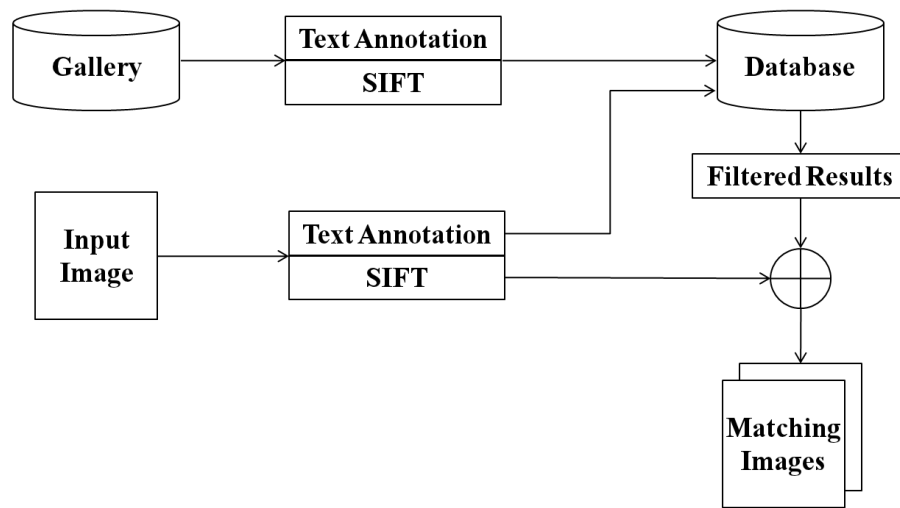 Gallery
Text Annotation
SIFT
Database
Filtered Results
Input
Image
Text Annotation
SIFT
Matching
Images